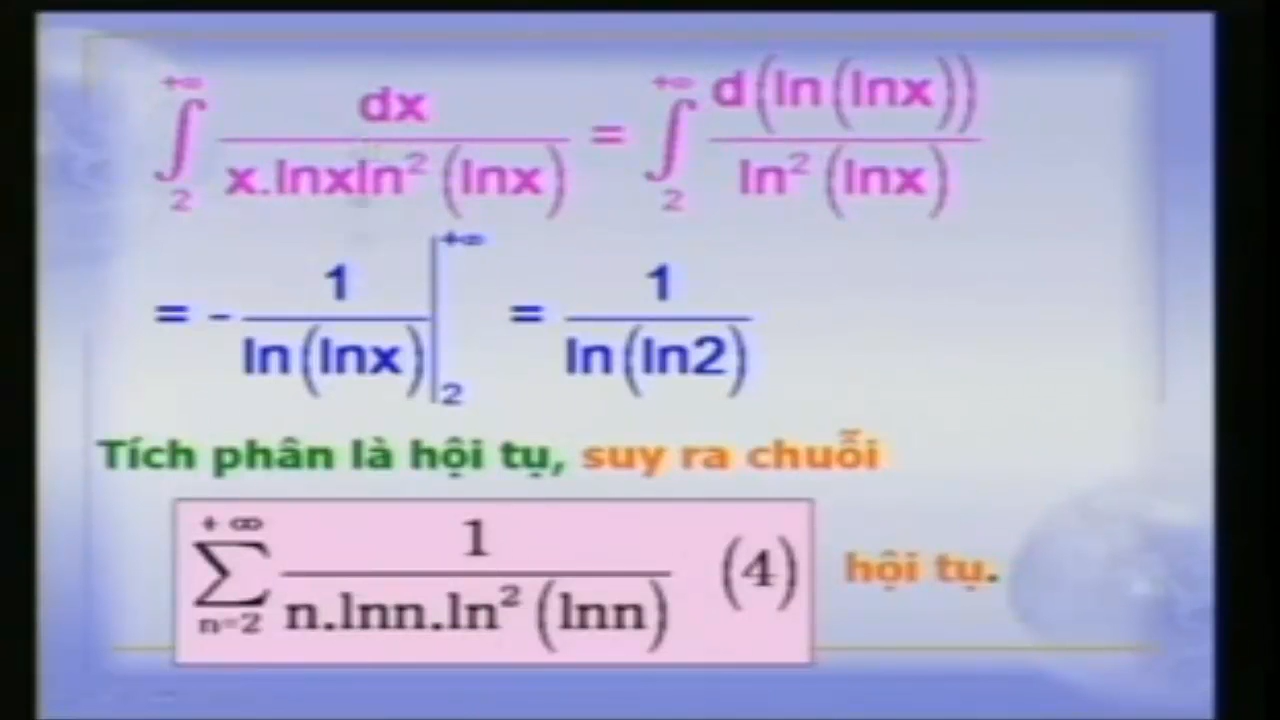 ∫₂^{+∞} dx / (x.lnxln² (lnx)) = ∫₂^{+∞} d(ln (lnx)) / (ln² (lnx))
= - 1 / (ln (lnx)) |₂^{+∞} = 1 / (ln (ln2))
Tích phân là hội tụ, suy ra chuỗi
∑_{n=2}^{+∞} 1 / (n.lnn.ln² (lnn)) (4) hội tụ.